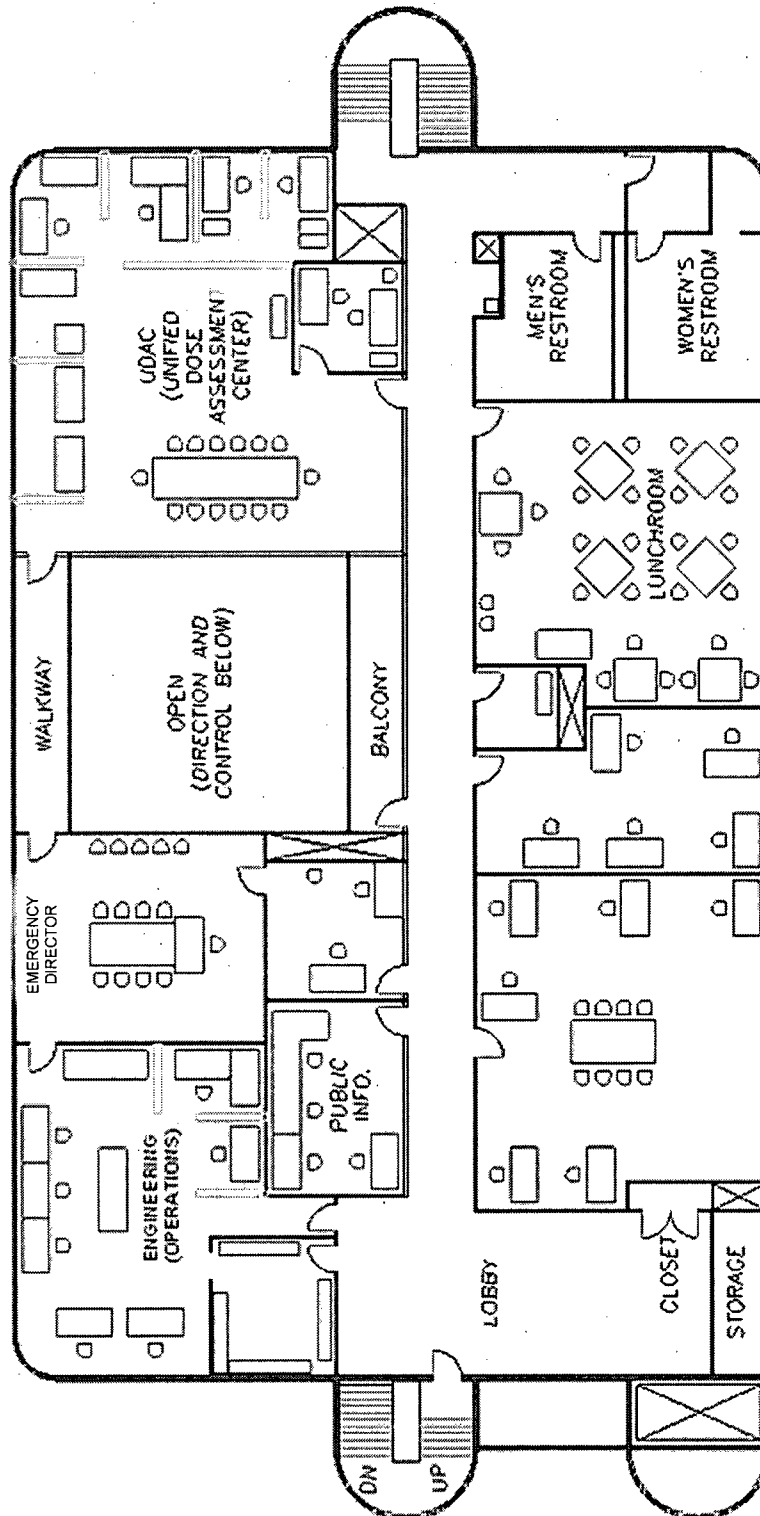 UDAC
(UNIFIED
DOSE
ASSESSMENT
CENTER)
MEN'S
RESTROOM
WOMEN'S
RESTROOM
LUNCHROOM
WALKWAY
OPEN
(DIRECTION AND
CONTROL BELOW)
BALCONY
EMERGENCY
DIRECTOR
ENGINEERING
(OPERATIONS)
PUBLIC
INFO.
LOBBY
CLOSET
STORAGE
DN
UP